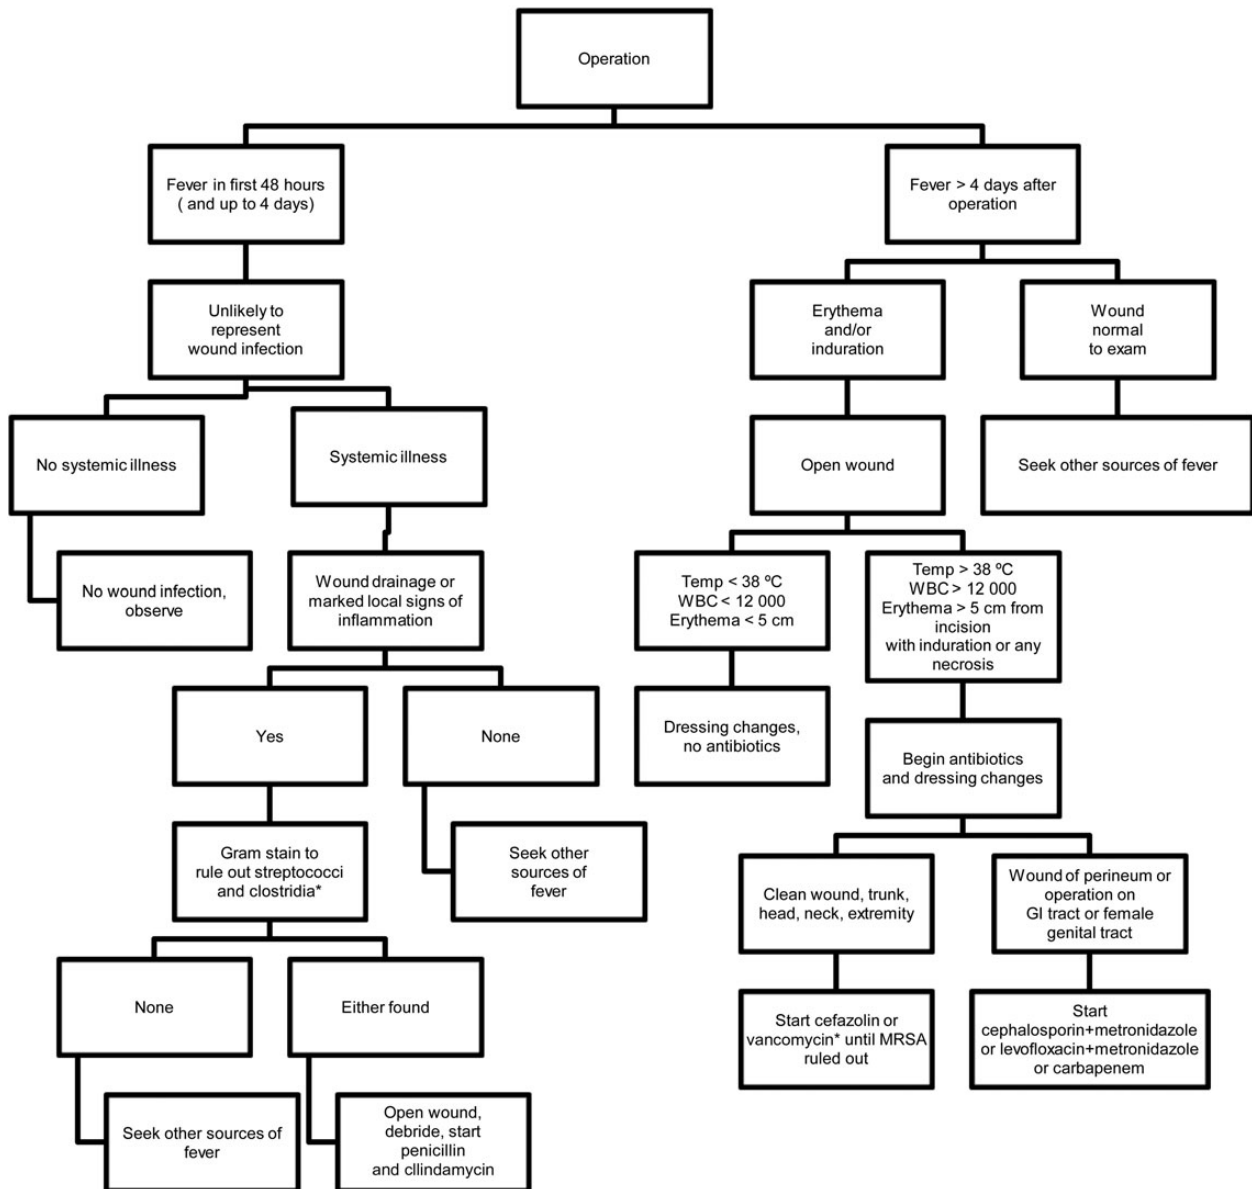 Operation
Fever in first 48 hours
( and up to 4 days)
Fever > 4 days after
operation
Unlikely to
represent
wound infection
Erythema
and/or
induration
Wound
normal
to exam
No systemic illness
Systemic illness
Open wound
Seek other sources of fever
No wound infection,
observe
Wound drainage or
marked local signs of
inflammation
Temp < 38 ºC
WBC < 12 000
Erythema < 5 cm
Temp > 38 ºC
WBC > 12 000
Erythema > 5 cm from
incision
with induration or any
necrosis
Yes
None
Dressing changes,
no antibiotics
Begin antibiotics
and dressing changes
Gram stain to
rule out streptococci
and clostridia*
Seek other
sources of
fever
Clean wound, trunk,
head, neck, extremity
Wound of perineum or
operation on
GI tract or female
genital tract
None
Either found
Start cefazolin or
vancomycin* until MRSA
ruled out
Start
cephalosporin+metronidazole
or levofloxacin+metronidazole
or carbapenem
Seek other sources of
fever
Open wound,
debride, start
penicillin
and cllindamycin